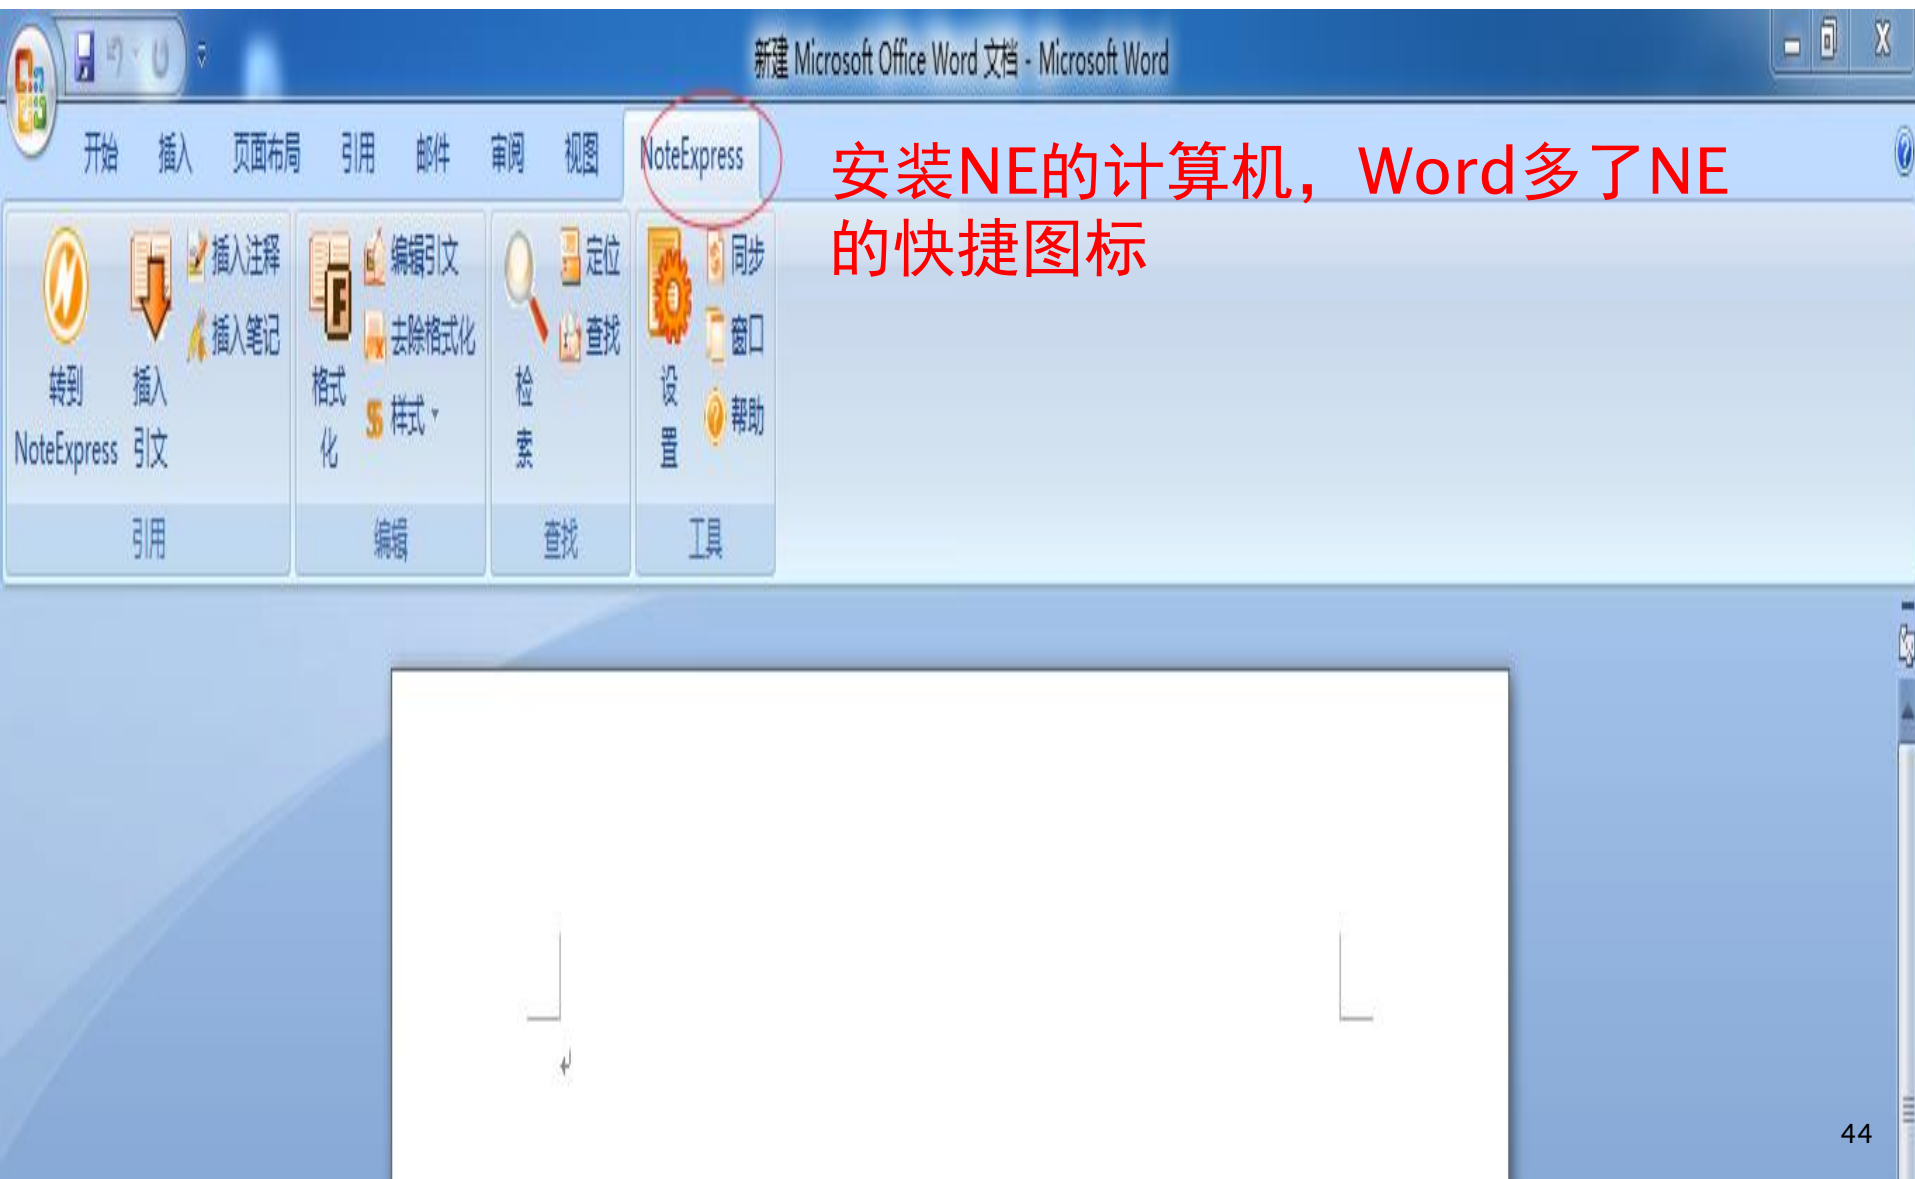 新建 Microsoft Office Word 文档 - Microsoft Word
开始 插入 页面布局 引用 邮件 审阅 视图 NoteExpress
安装NE的计算机，Word多了NE
的快捷图标
转到
NoteExpress
插入
引文
插入注释
插入笔记
引用
格式
化
编辑引文
去除格式化
样式
编辑
检
索
定位
查找
查找
设
置
同步
窗口
帮助
工具
44